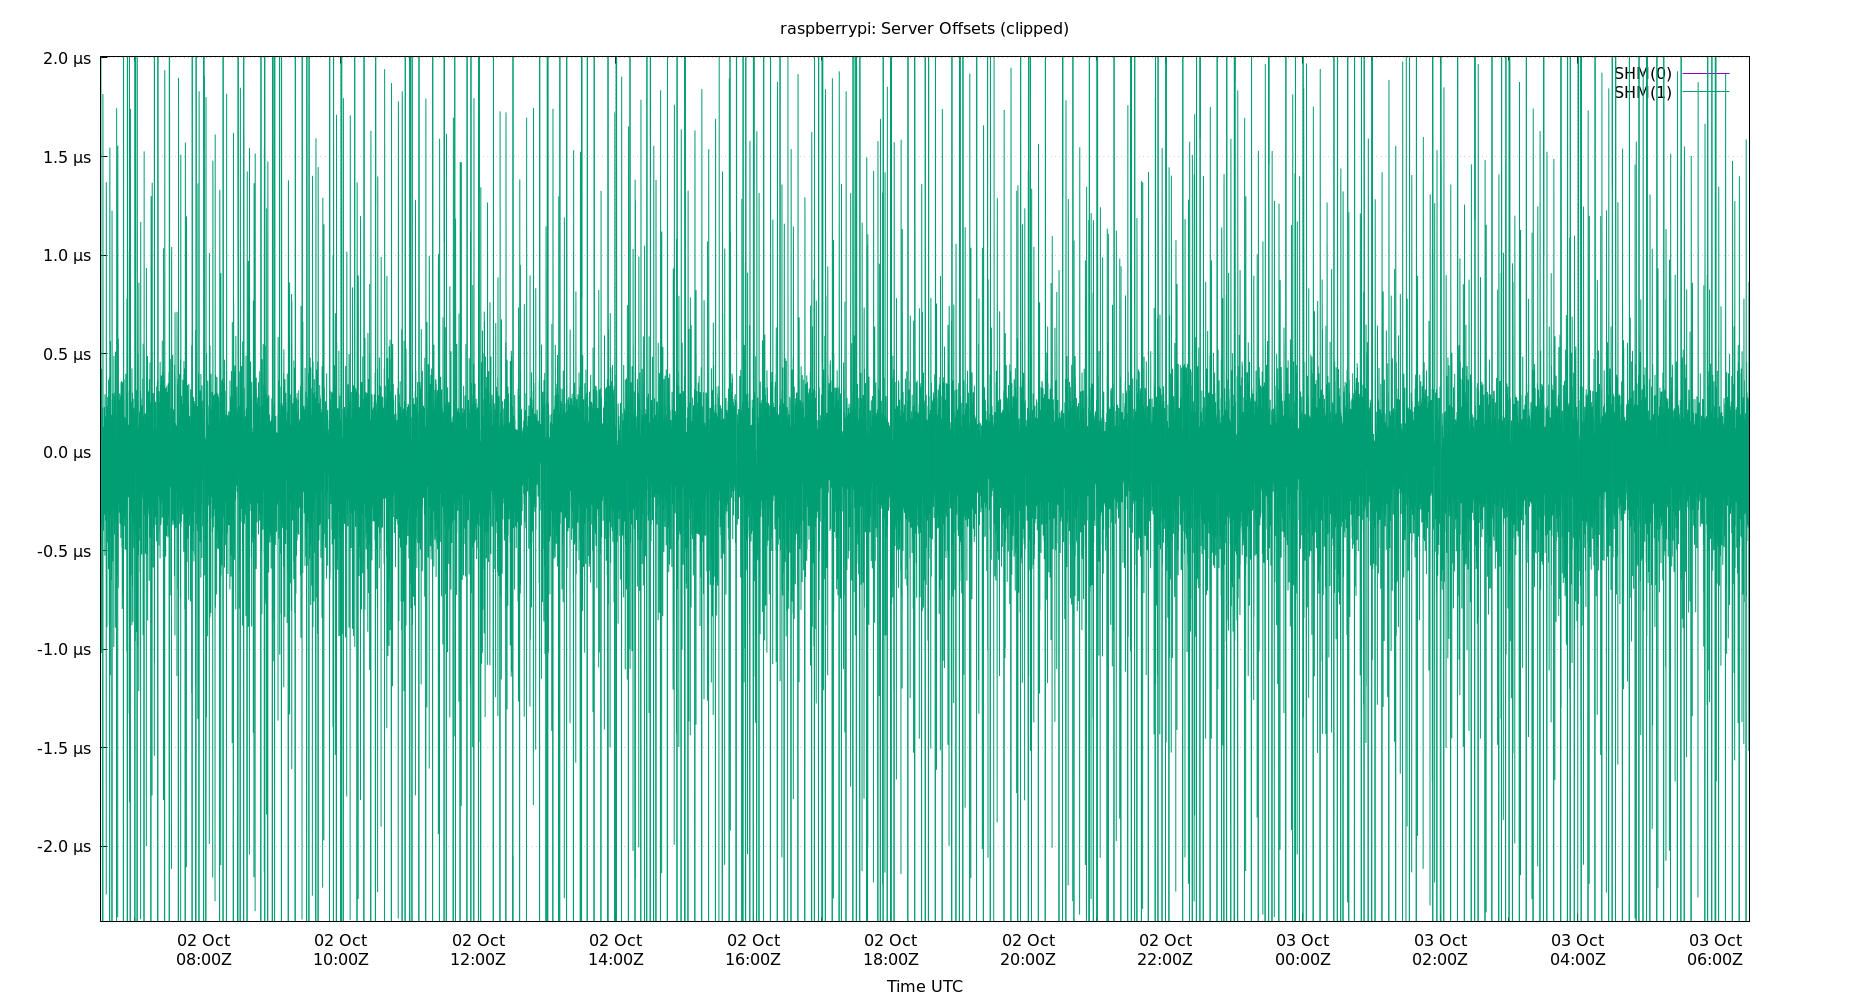 raspberrypi: Server Offsets (clipped)
SHM(0)
SHM(1)
2.0 µs
1.5 µs
1.0 µs
0.5 µs
0.0 µs
-0.5 µs
-1.0 µs
-1.5 µs
-2.0 µs
02 Oct 02 Oct 02 Oct 02 Oct 02 Oct 02 Oct 02 Oct 02 Oct 03 Oct 03 Oct 03 Oct 03 Oct
08:00Z 10:00Z 12:00Z 14:00Z 16:00Z 18:00Z 20:00Z 22:00Z 00:00Z 02:00Z 04:00Z 06:00Z
Time UTC